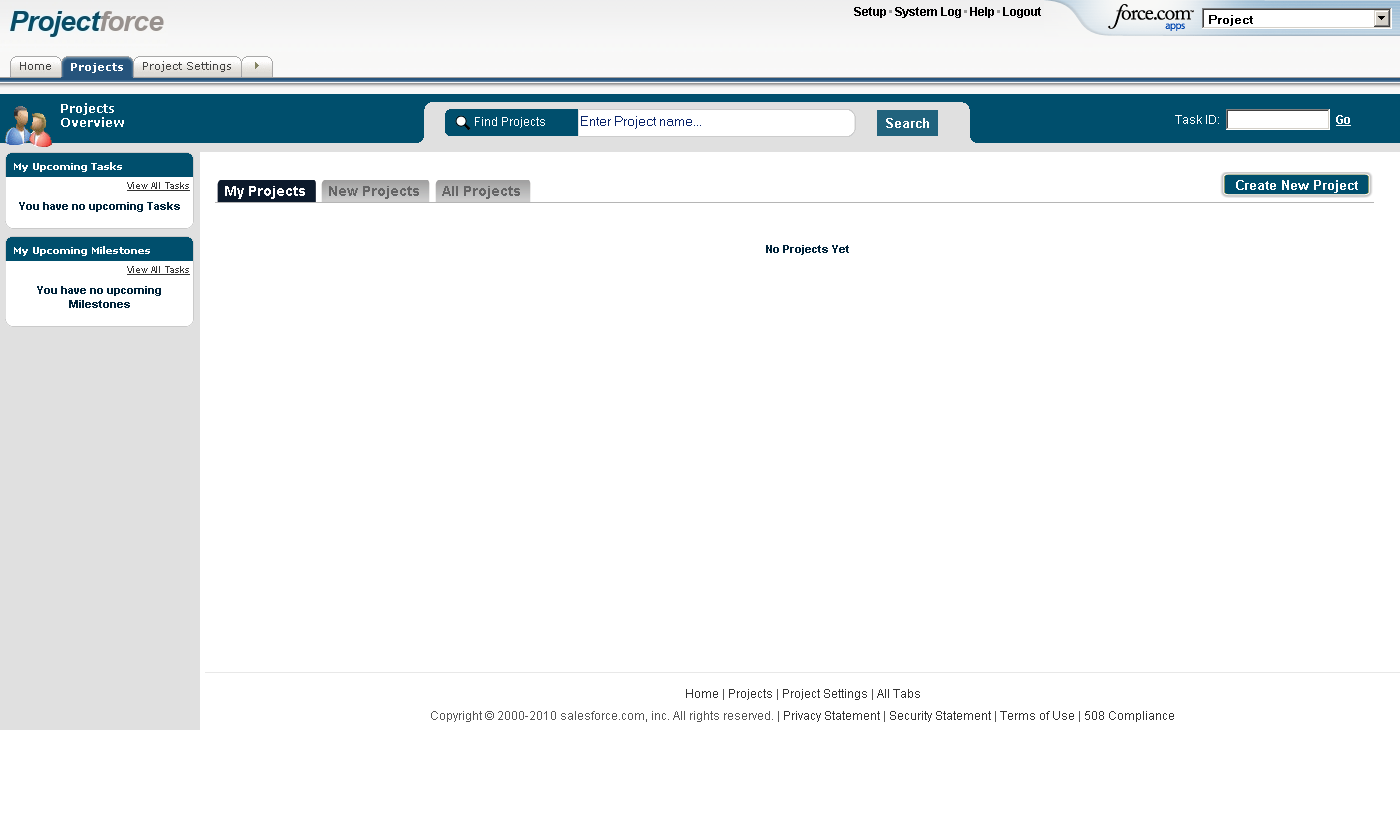 Projectforce
Setup · System Log · Help · Logout
force.com
apps
Project
Home
Projects
Project Settings
Projects
Overview
Find Projects
Enter Project name...
Search
Task ID:
Go
My Upcoming Tasks
View All Tasks
You have no upcoming Tasks
My Upcoming Milestones
View All Tasks
You have no upcoming
Milestones
My Projects
New Projects
All Projects
Create New Project
No Projects Yet
Home | Projects | Project Settings | All Tabs
Copyright © 2000-2010 salesforce.com, inc. All rights reserved. | Privacy Statement | Security Statement | Terms of Use | 508 Compliance